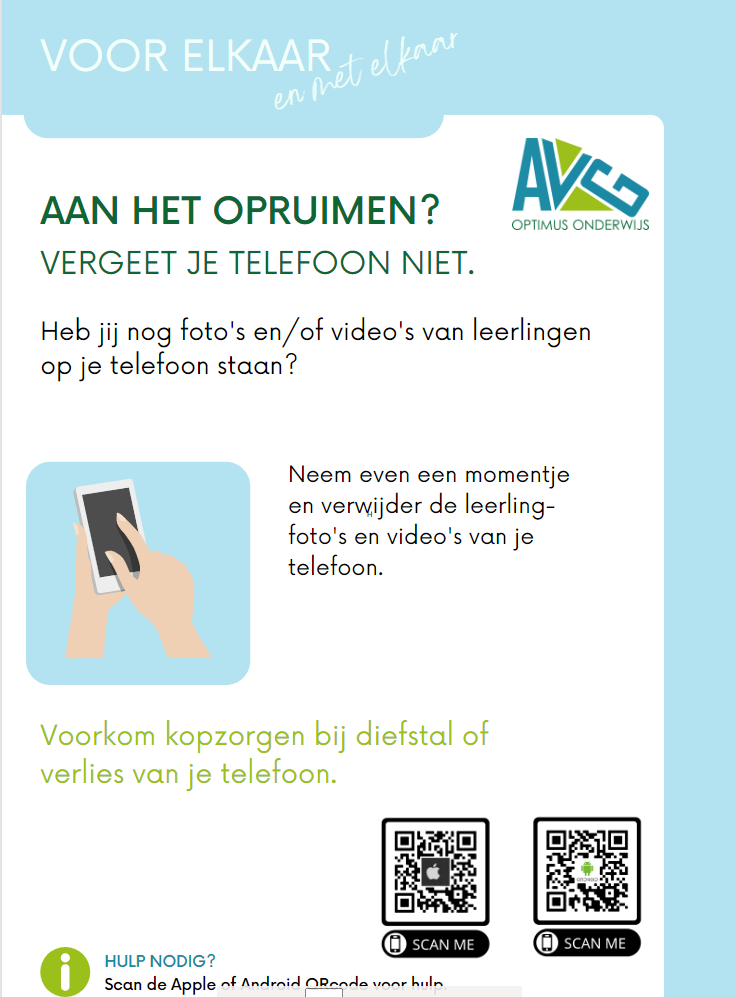 VOOR ELKAAR
en met elkaar
AVG
OPTIMUS ONDERWIJS
AAN HET OPRUIMEN?
VERGEET JE TELEFOON NIET.
Heb jij nog foto's en/of video's van leerlingen
op je telefoon staan?
Neem even een momentje
en verwijder de leerling-
foto's en video's van je
telefoon.
Voorkom kopzorgen bij diefstal of
verlies van je telefoon.
ANDROID
SCAN ME
SCAN ME
HULP NODIG?
Scan de Apple of Android QRcode voor hulp.